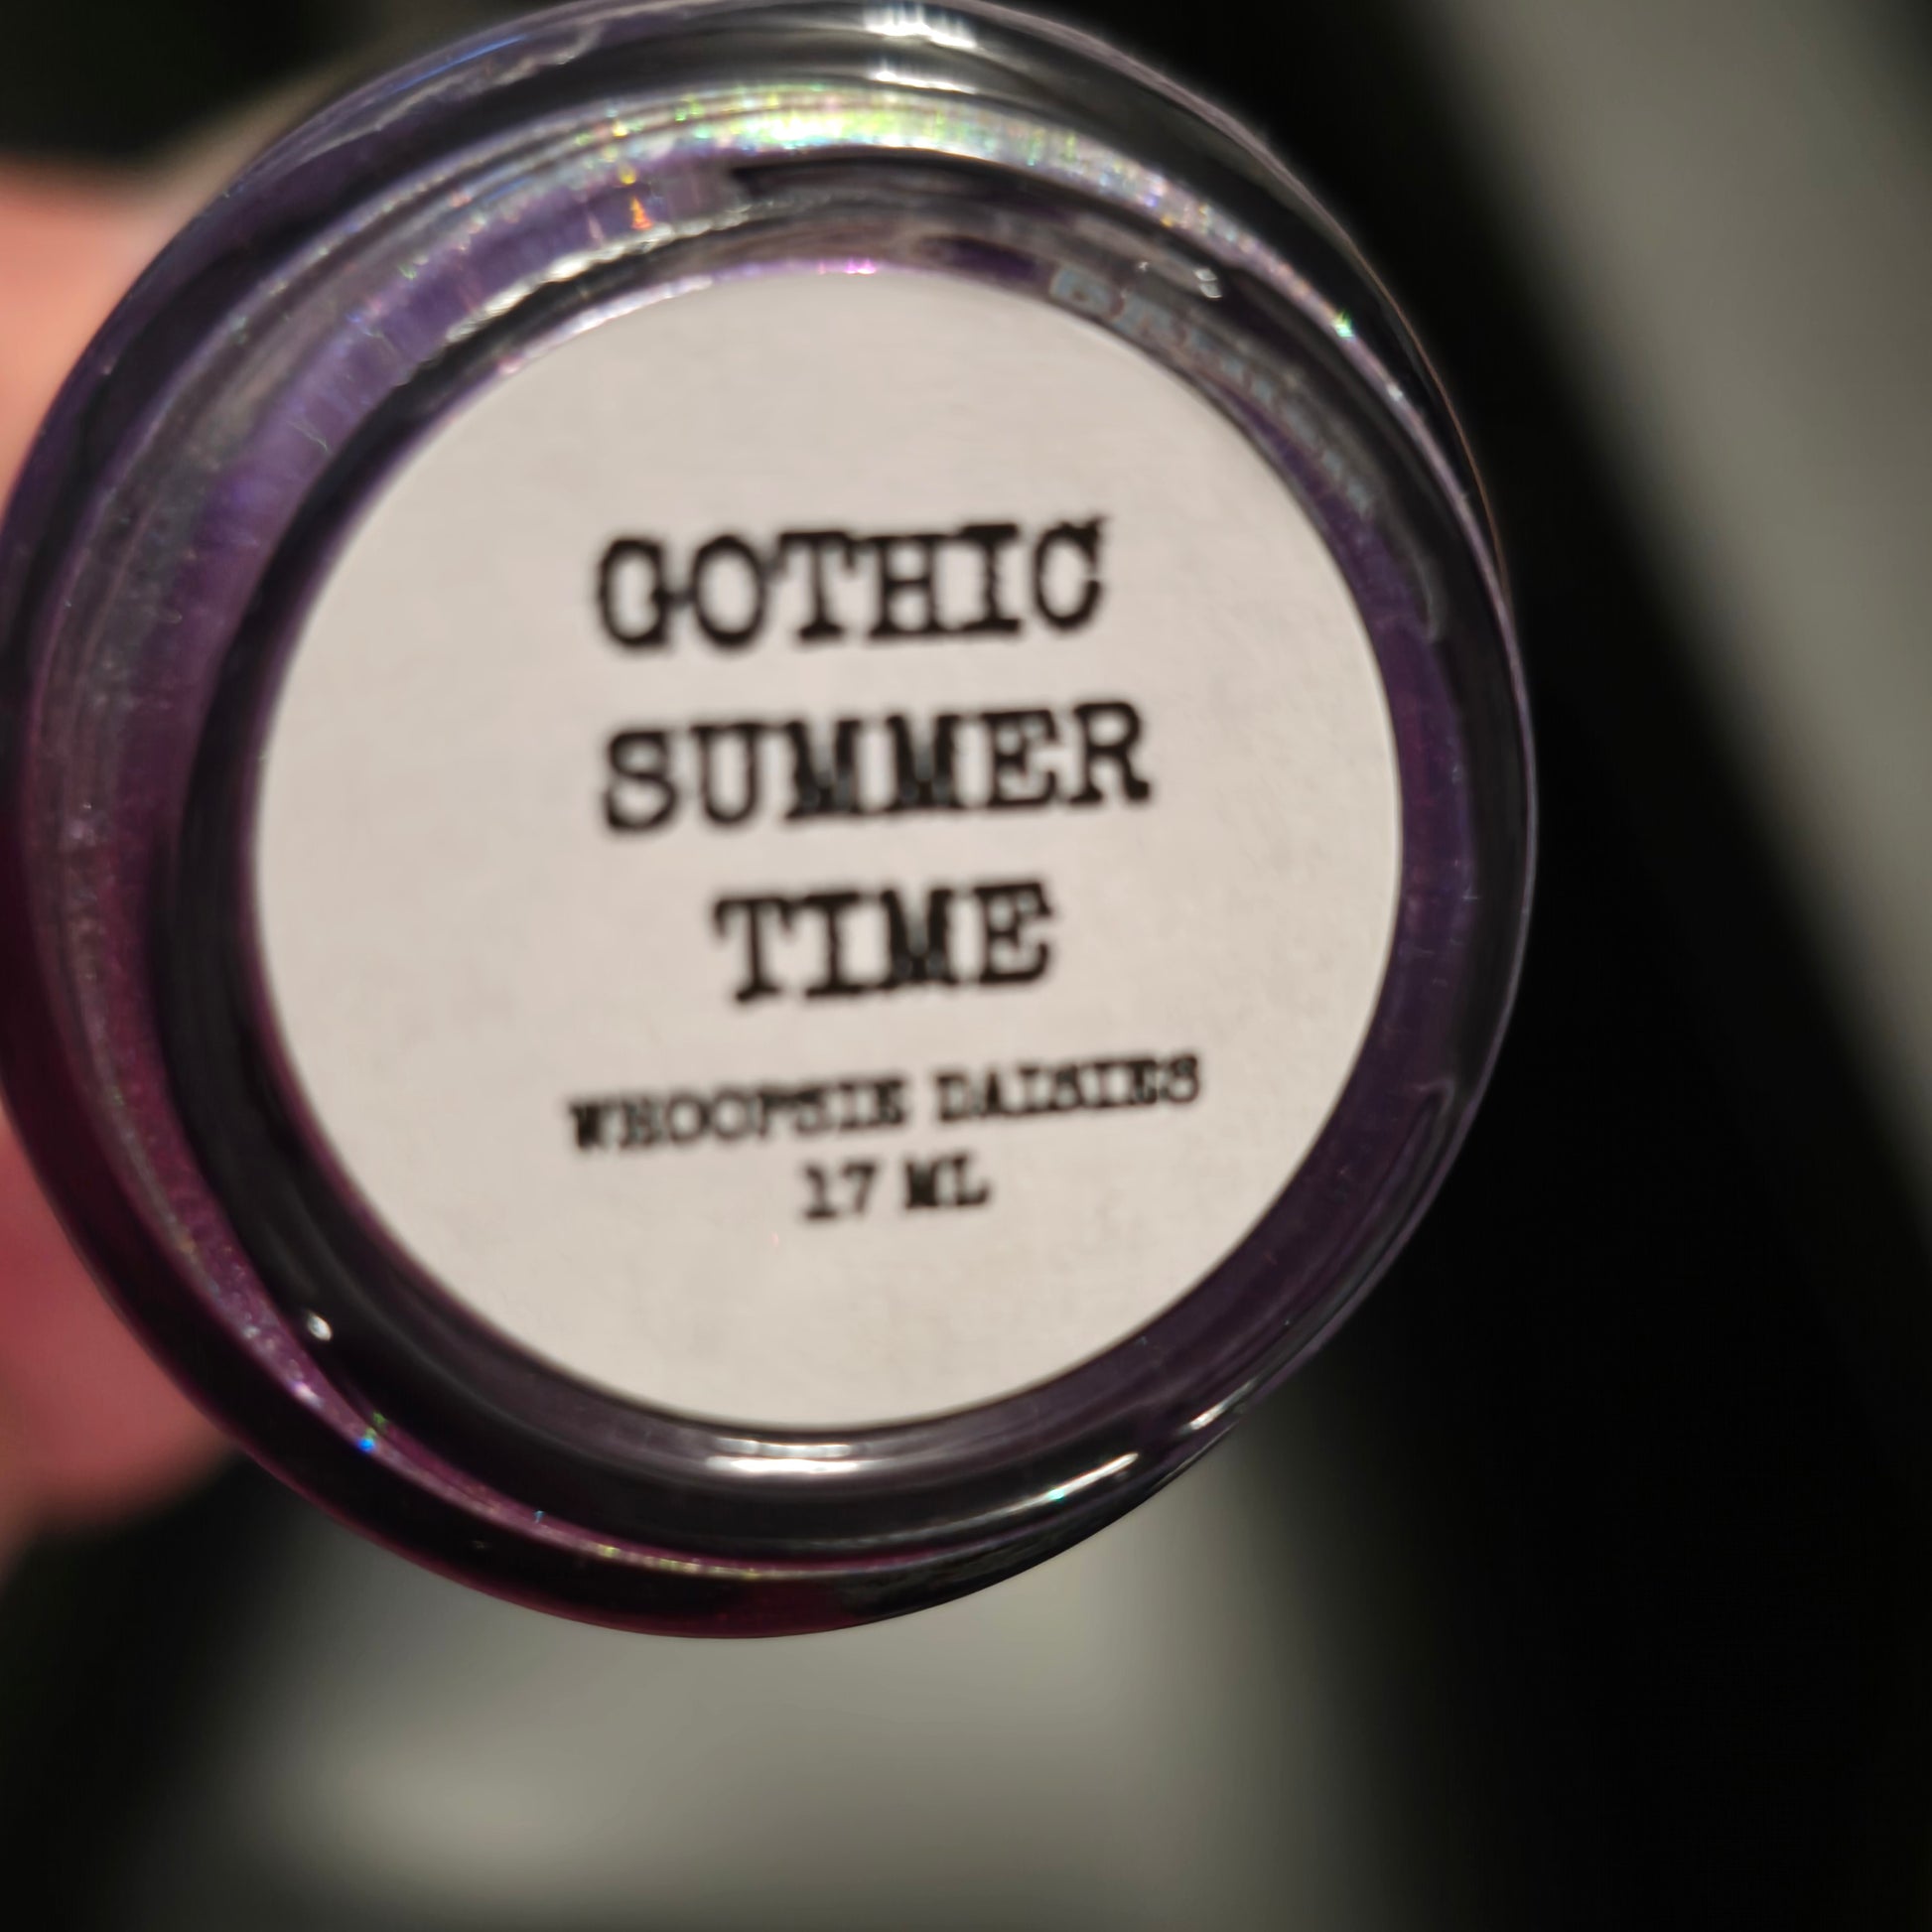 GOTHIC
SUMMER
TIME
WHOOPSIE DAISIES
17 ML